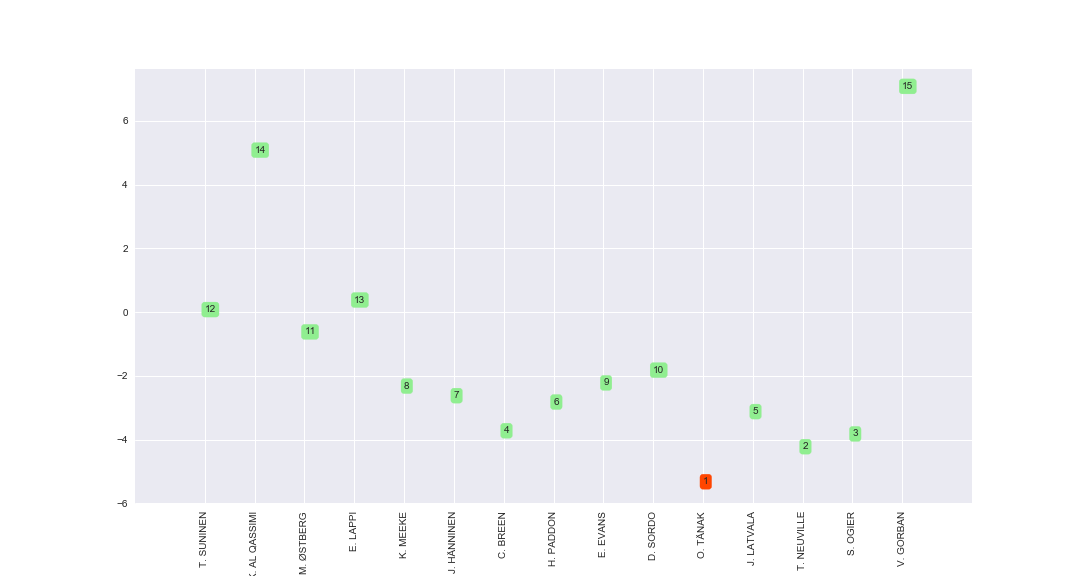 15
6
14
4
2
13
12
0
11
10
−2
9
8
7
6
5
4
3
−4
2
1
−6
T. SUNINEN
K. AL QASSIMI
M. ØSTBERG
E. LAPPI
K. MEEKE
J. HÄNNINEN
C. BREEN
H. PADDON
E. EVANS
D. SORDO
O. TÄNAK
J. LATVALA
T. NEUVILLE
S. OGIER
V. GORBAN